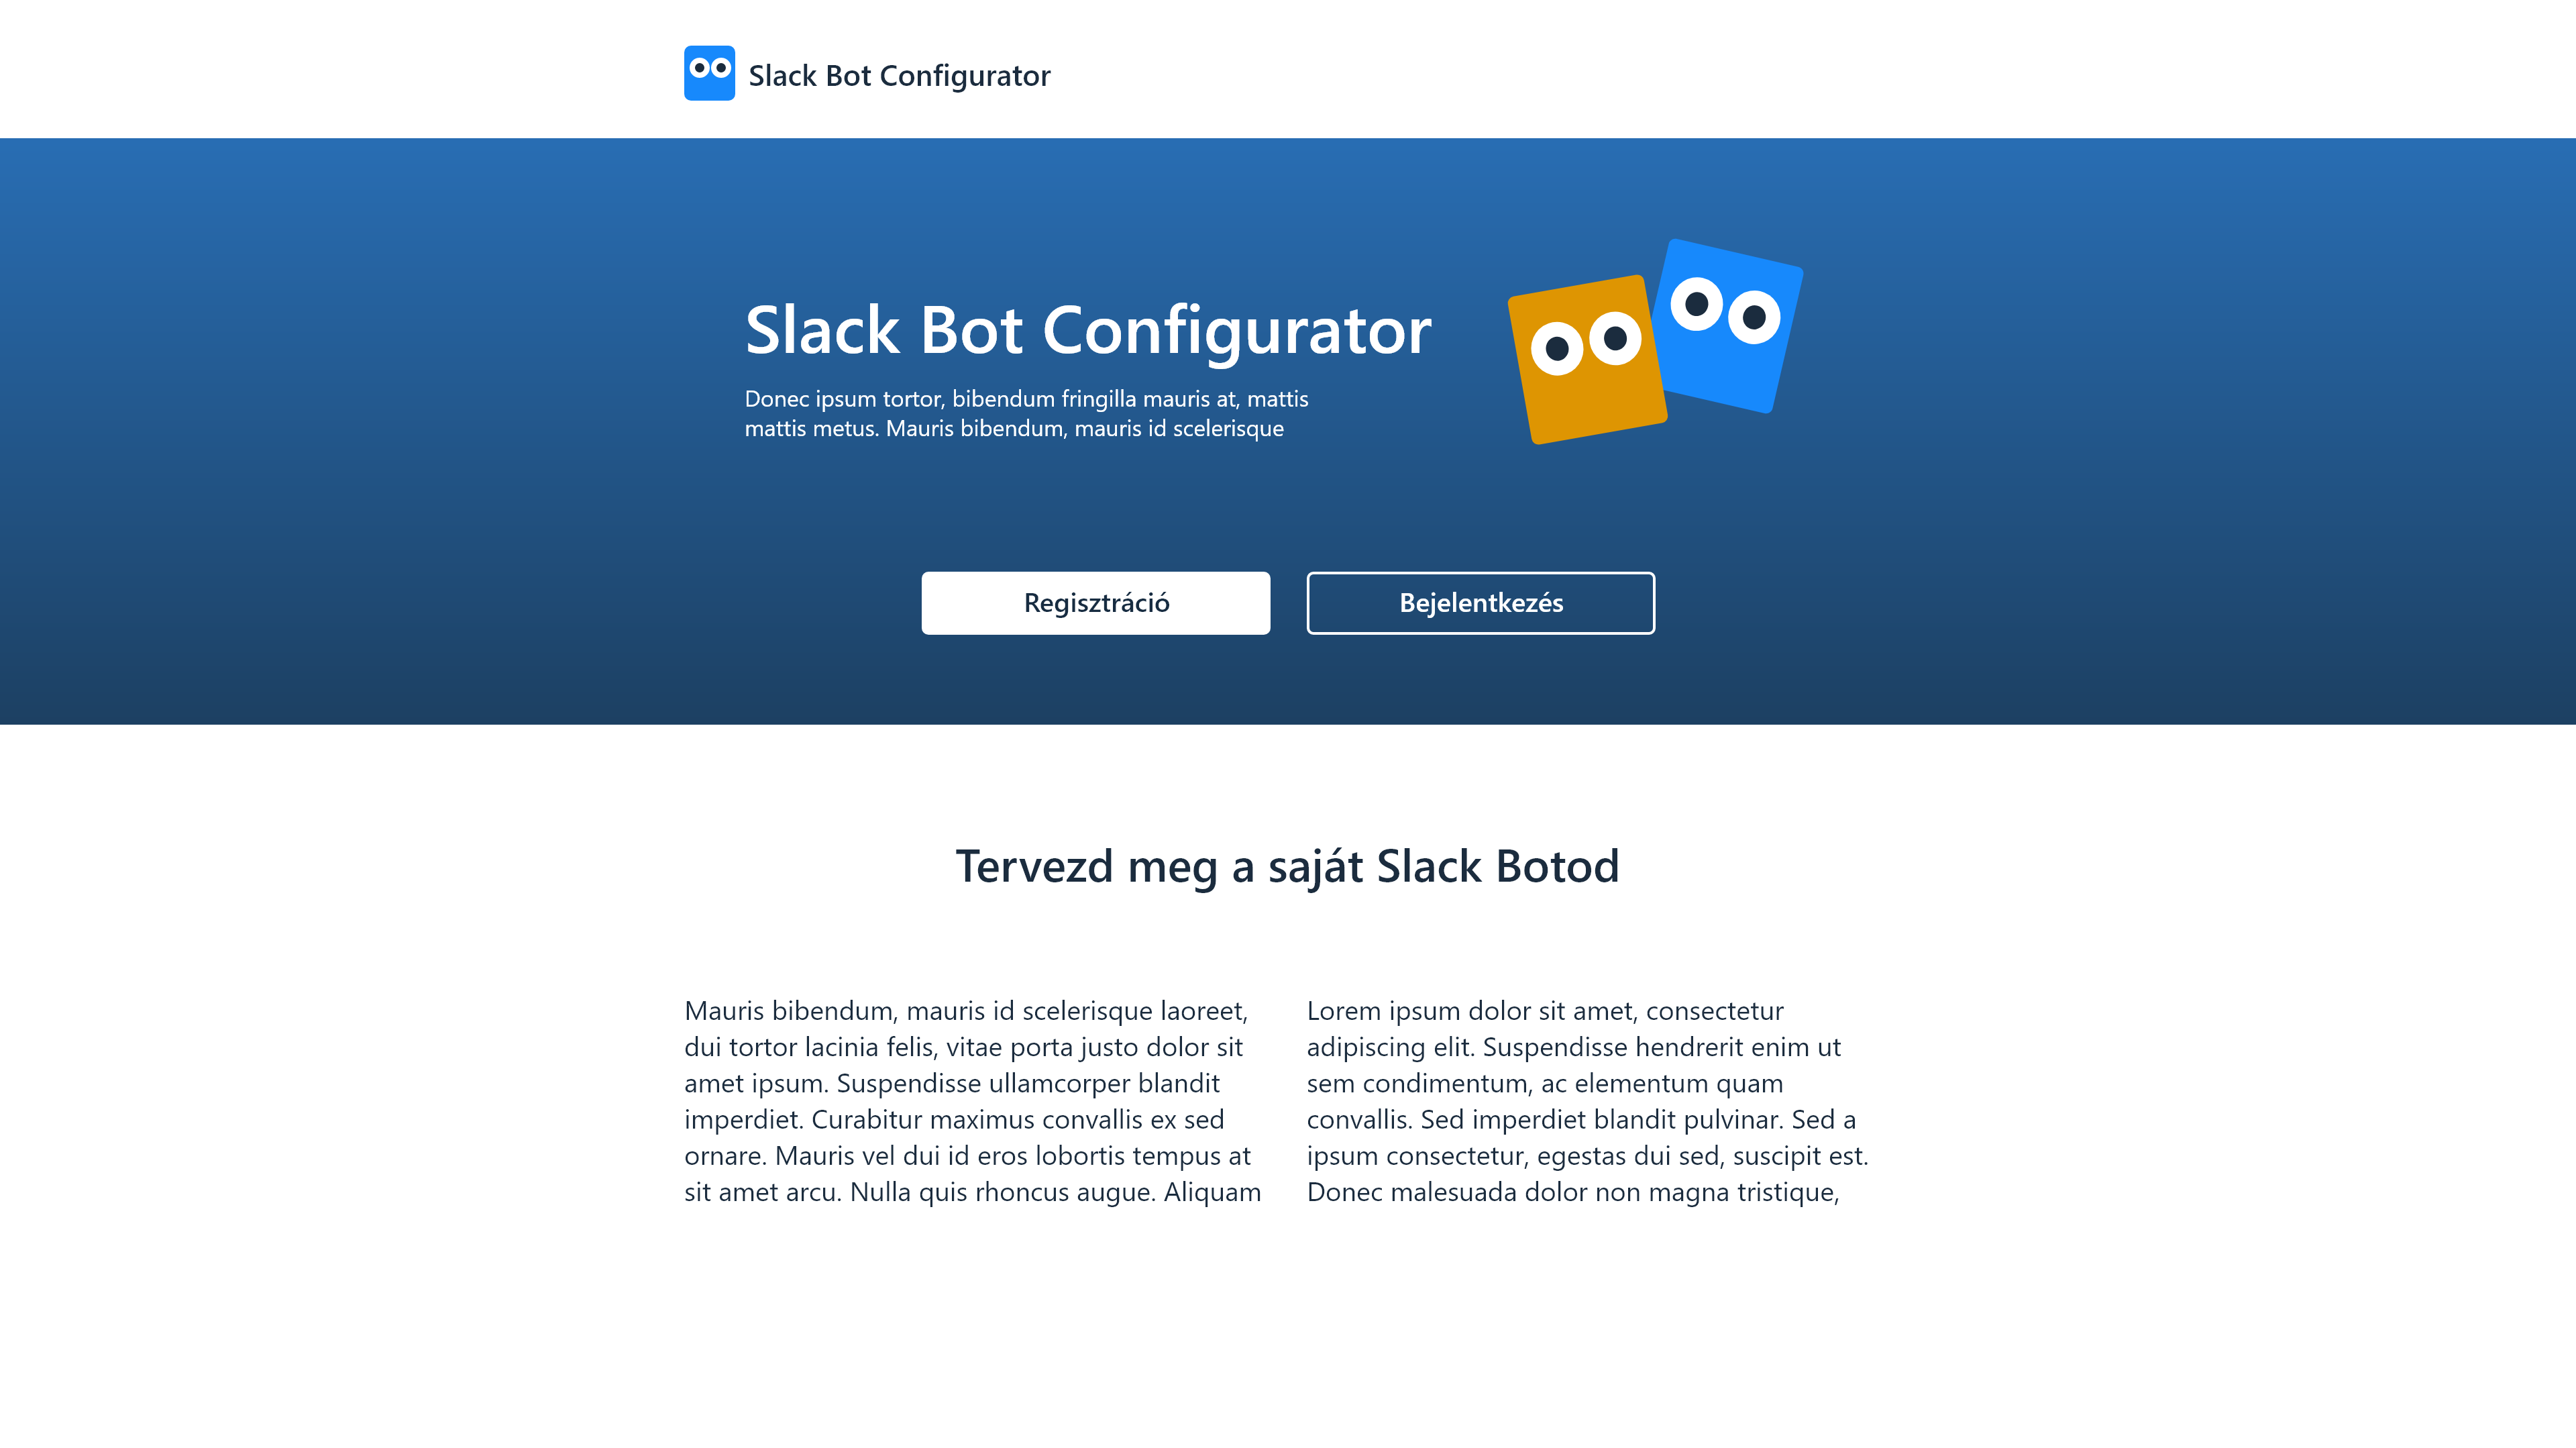 Slack Bot Configurator
Slack Bot Configurator
Donec ipsum tortor, bibendum fringilla mauris at, mattis
mattis metus. Mauris bibendum, mauris id scelerisque
Regisztráció
Bejelentkezés
Tervezd meg a saját Slack Botod
Mauris bibendum, mauris id scelerisque laoreet,
dui tortor lacinia felis, vitae porta justo dolor sit
amet ipsum. Suspendisse ullamcorper blandit
imperdiet. Curabitur maximus convallis ex sed
ornare. Mauris vel dui id eros lobortis tempus at
sit amet arcu. Nulla quis rhoncus augue. Aliquam
Lorem ipsum dolor sit amet, consectetur
adipiscing elit. Suspendisse hendrerit enim ut
sem condimentum, ac elementum quam
convallis. Sed imperdiet blandit pulvinar. Sed a
ipsum consectetur, egestas dui sed, suscipit est.
Donec malesuada dolor non magna tristique,